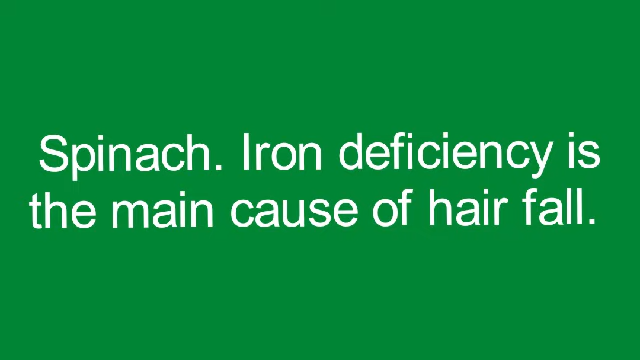 Spinach. Iron deficiency is
the main cause of hair fall.